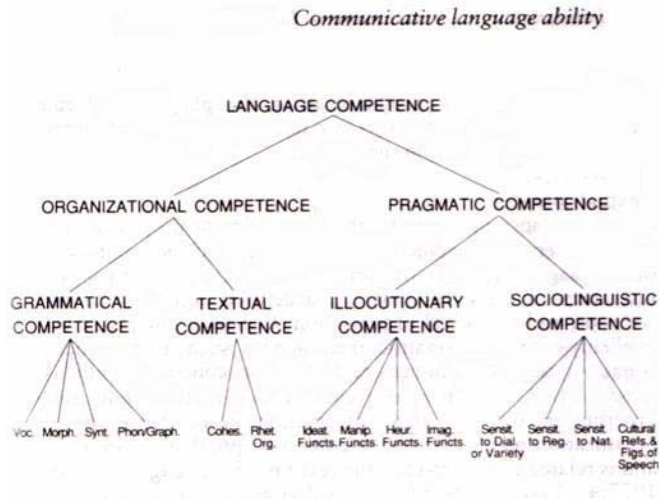 Communicative language ability
LANGUAGE COMPETENCE
ORGANIZATIONAL COMPETENCE
PRAGMATIC COMPETENCE
GRAMMATICAL
COMPETENCE
TEXTUAL
COMPETENCE
ILLOCUTIONARY
COMPETENCE
SOCIOLINGUISTIC
COMPETENCE
Voc. Morph. Synt. Phon/Graph.
Cohes. Rhet.
Org.
Ideat. Manip. Heur. Imag.
Functs. Functs. Functs. Functs.
Sensit. Sensit. Sensit. Cultural
to Dial. to Reg. to Nat. Refs.&
or Variety Figs.of
Speech